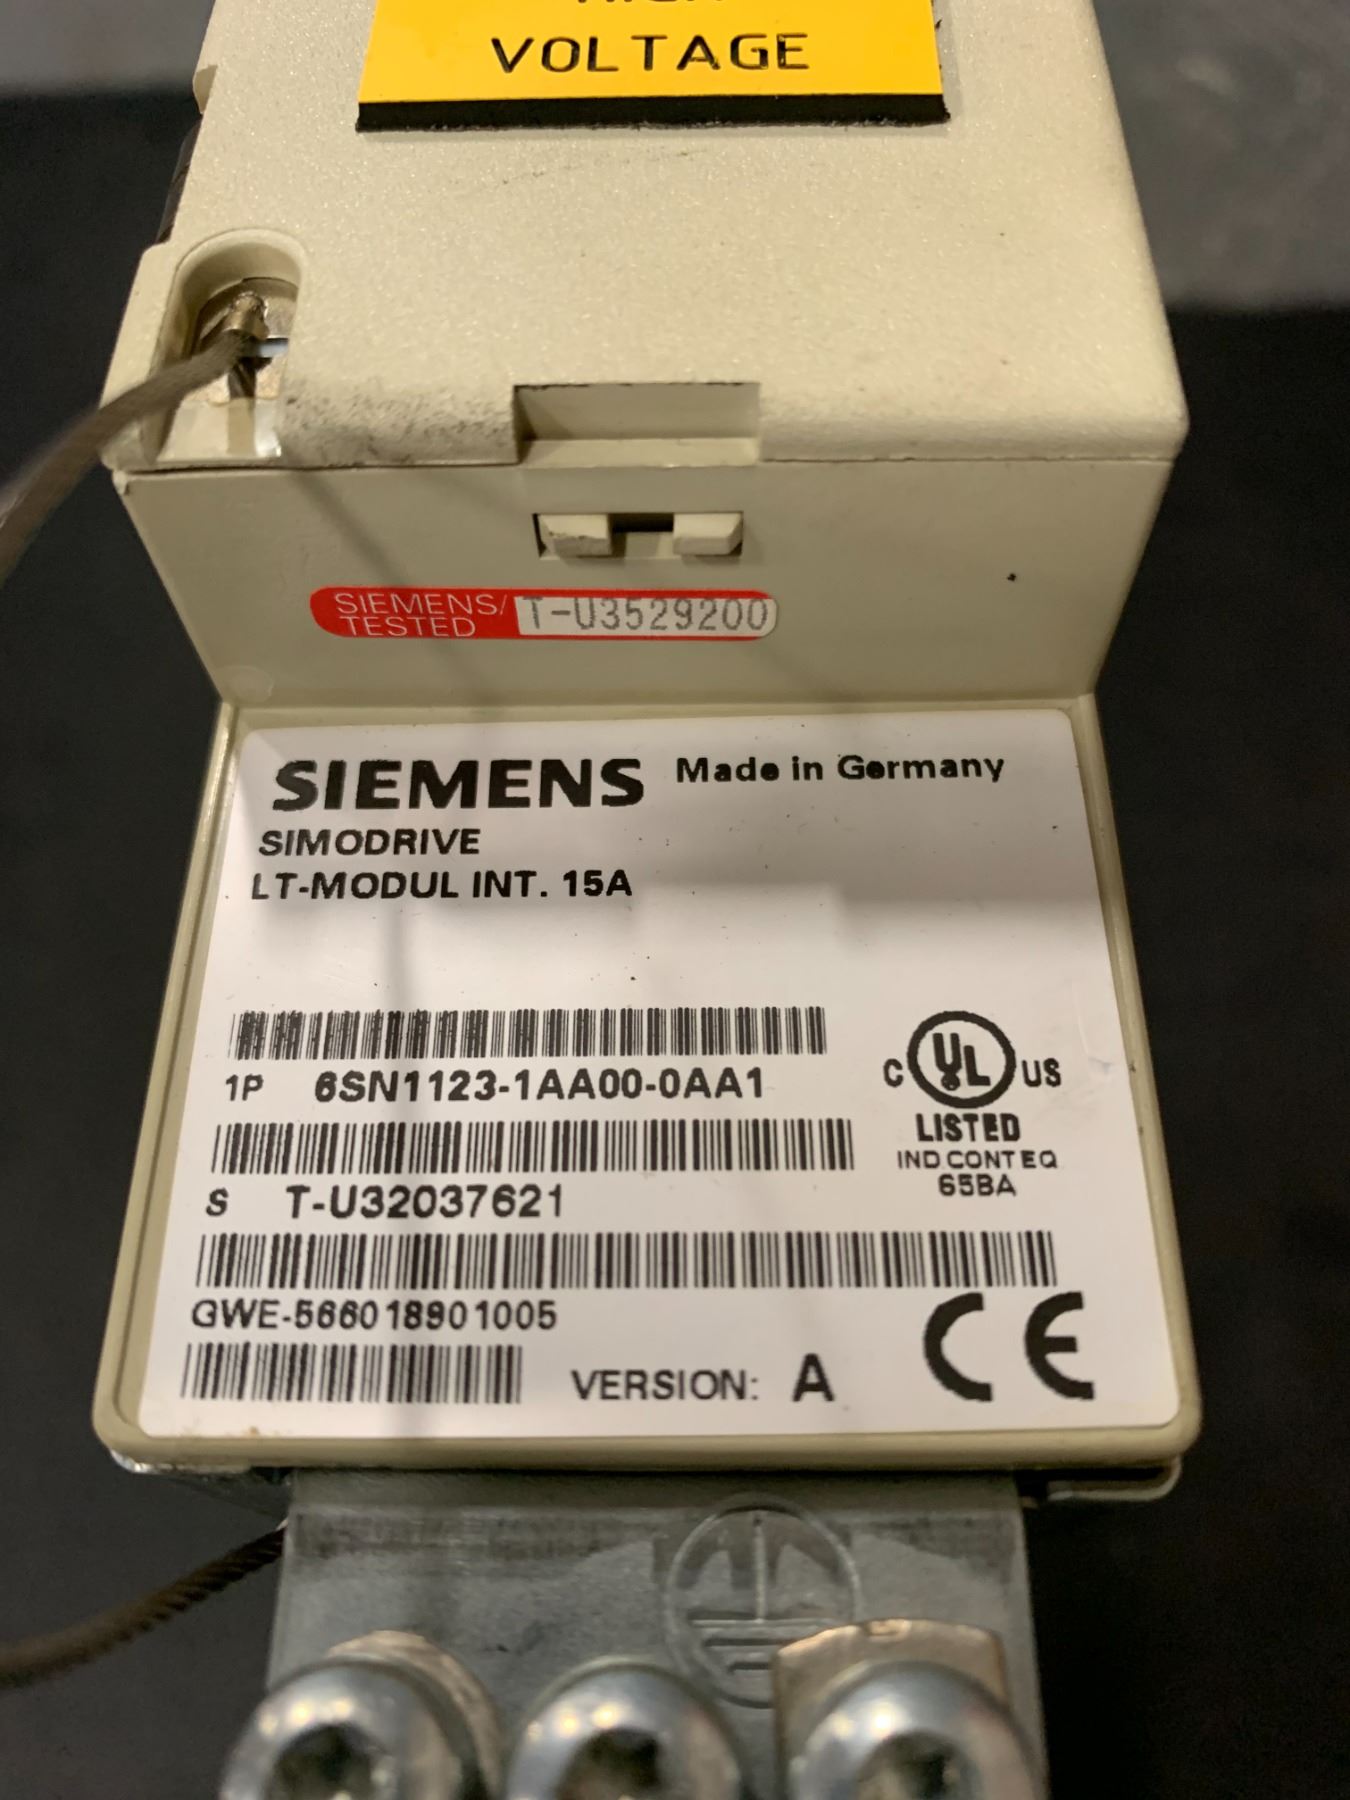 VOLTAGE
SIEMENS/
TESTED
T-U3529200
SIEMENS Made in Germany
SIMODRIVE
LT-MODUL INT. 15A
1P 6SN1123-1AA00-0AA1
C UL US
LISTED
IND.CONT.EQ
65BA
S T-U32037621
GWE-566018901005
VERSION: A
CE